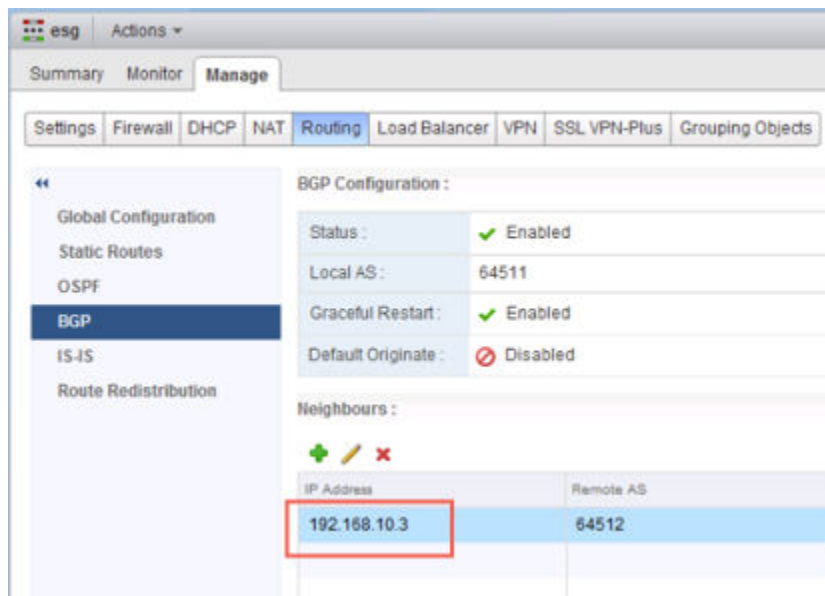 esg Actions
Summary Monitor Manage
Settings Firewall DHCP NAT Routing Load Balancer VPN SSL VPN-Plus Grouping Objects
Global Configuration
Static Routes
OSPF
BGP
IS-IS
Route Redistribution
BGP Configuration :
Status : Enabled
Local AS : 64511
Graceful Restart : Enabled
Default Originate : Disabled
Neighbours :
IP Address Remote AS
192.168.10.3 64512